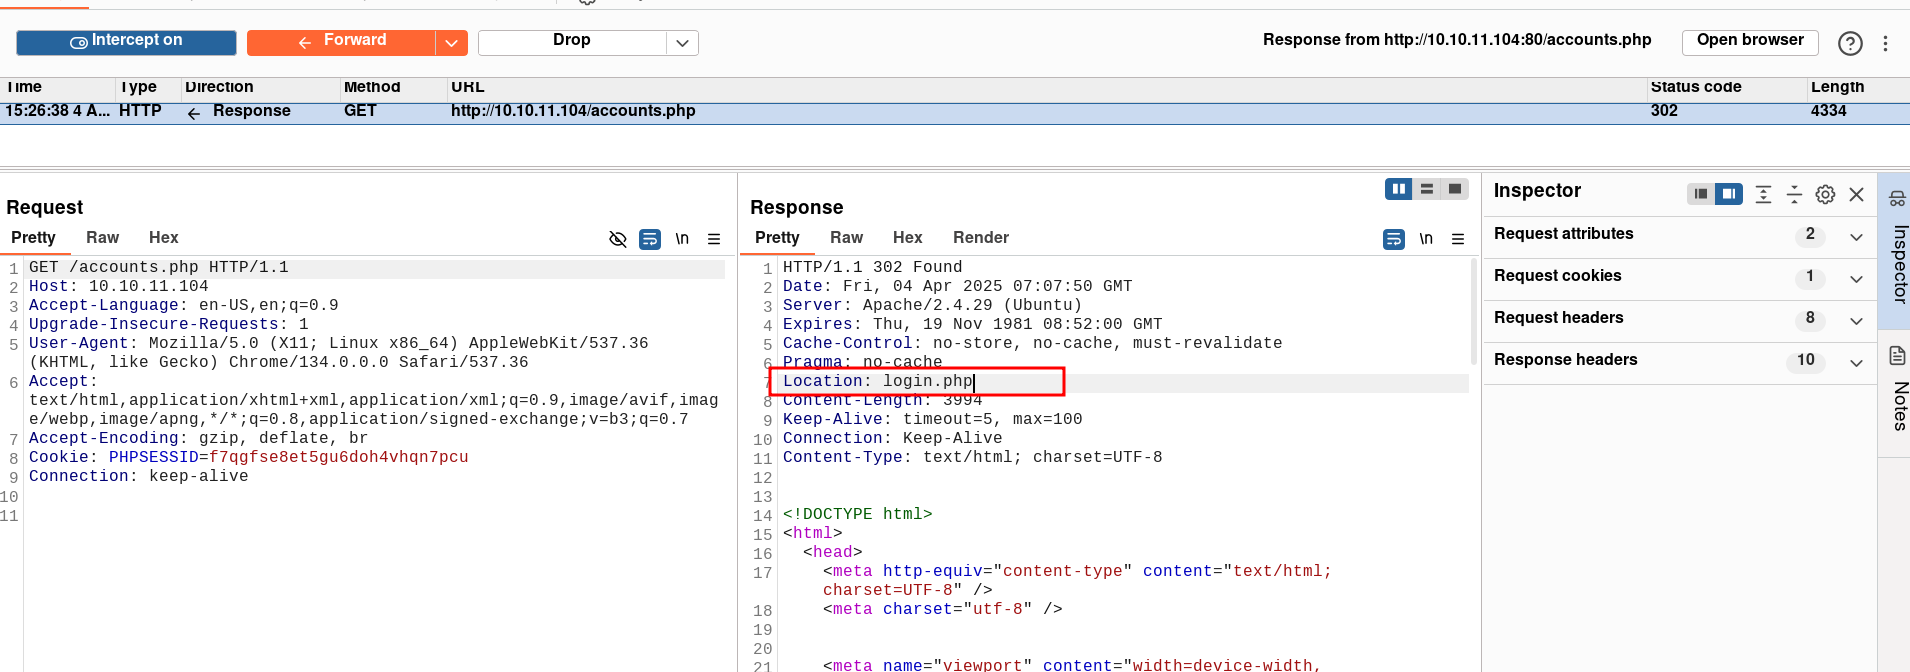 Intercept on
Forward
Drop
Response from http://10.10.11.104:80/accounts.php
Open browser
Time Type Direction Method URL Status code Length
15:26:38 4 A... HTTP Response GET http://10.10.11.104/accounts.php 302 4334
Request
Pretty Raw Hex
\n
1 GET /accounts.php HTTP/1.1
2 Host: 10.10.11.104
3 Accept-Language: en-US,en;q=0.9
4 Upgrade-Insecure-Requests: 1
5 User-Agent: Mozilla/5.0 (X11; Linux x86_64) AppleWebKit/537.36
(KHTML, like Gecko) Chrome/134.0.0.0 Safari/537.36
6 Accept:
text/html,application/xhtml+xml,application/xml;q=0.9,image/avif,imag
e/webp,image/apng,*/*;q=0.8,application/signed-exchange;v=b3;q=0.7
7 Accept-Encoding: gzip, deflate, br
8 Cookie: PHPSESSID=f7qgfse8et5gu6doh4vhqn7pcu
9 Connection: keep-alive
10
11
Response
Pretty Raw Hex Render
\n
1 HTTP/1.1 302 Found
2 Date: Fri, 04 Apr 2025 07:07:50 GMT
3 Server: Apache/2.4.29 (Ubuntu)
4 Expires: Thu, 19 Nov 1981 08:52:00 GMT
5 Cache-Control: no-store, no-cache, must-revalidate
6 Pragma: no-cache
7 Location: login.php
8 Content-Length: 3994
9 Keep-Alive: timeout=5, max=100
10 Connection: Keep-Alive
11 Content-Type: text/html; charset=UTF-8
12
13
14 <!DOCTYPE html>
15 <html>
16 <head>
17 <meta http-equiv="content-type" content="text/html;
charset=UTF-8" />
18 <meta charset="utf-8" />
19
20
21 <meta name="viewport" content="width=device-width,
Inspector
Request attributes 2
Request cookies 1
Request headers 8
Response headers 10
Inspector
Notes